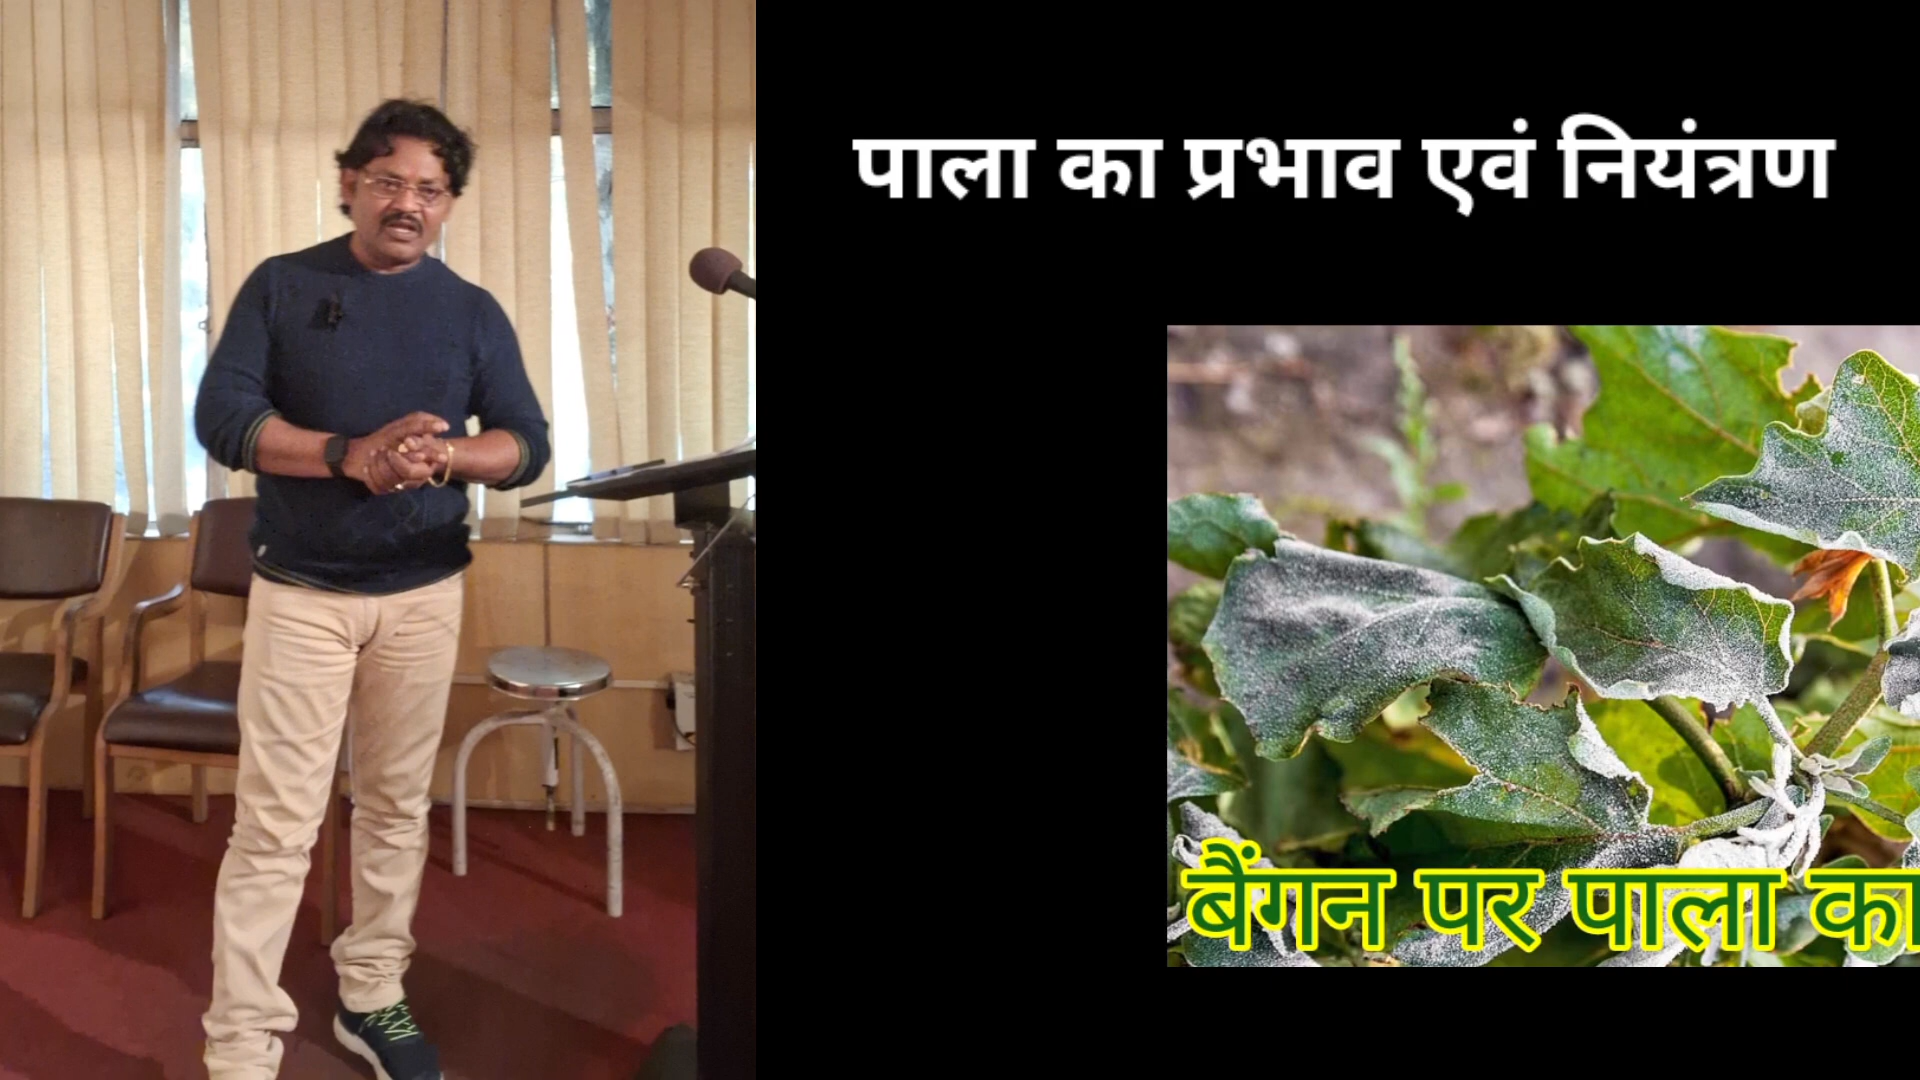 पाला का प्रभाव एवं नियंत्रण
बैंगन पर पाला का